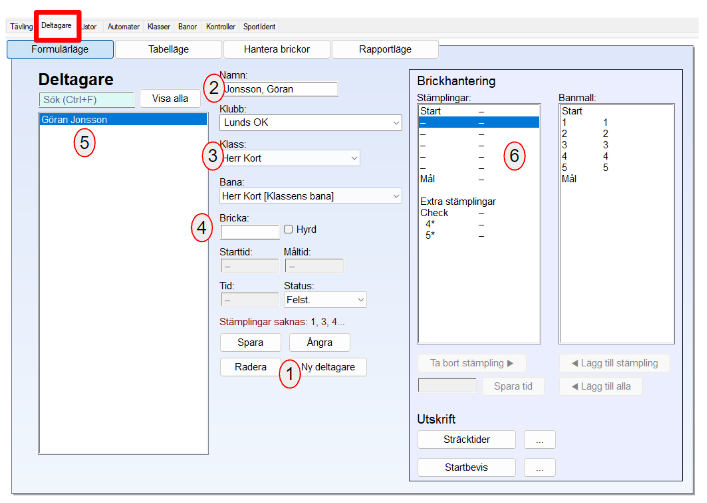 Tävling Deltagare Listor Automater Klasser Banor Kontroller SportIdent
Formulärläge Tabelläge Hantera brickor Rapportläge
Deltagare
Sök (Ctrl+F) Visa alla
Göran Jonsson
5
Namn:
2 Jonsson, Göran
Klubb:
Lunds OK
Klass:
3 Herr Kort
Bana:
Herr Kort [Klassens bana]
Bricka:
4 Hyrd
Starttid: Måltid:
– –
Tid: Status:
– Felst.
Stämplingar saknas: 1, 3, 4...
Spara Ångra
Radera 1 Ny deltagare
Brickhantering
Stämplingar:
Start –
– –
– –
– –
– –
– –
Mål –
6
Extra stämplingar
Check –
4* –
5* –
Banmall:
Start
1 1
2 2
3 3
4 4
5 5
Mål
Ta bort stämpling ▶ ◀ Lägg till stämpling
Spara tid ◀ Lägg till alla
Utskrift
Sträcktider ...
Startbevis ...